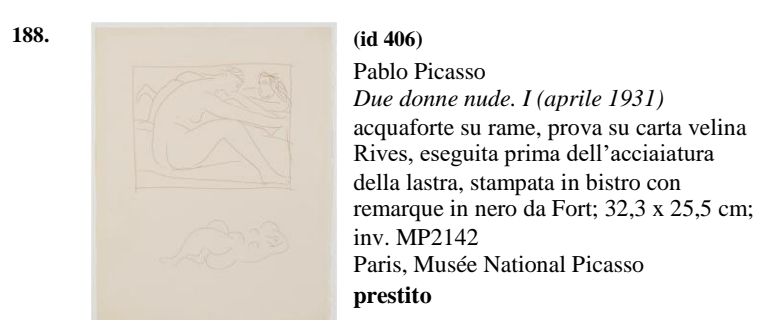 188.
(id 406)
Pablo Picasso
Due donne nude. I (aprile 1931)
acquaforte su rame, prova su carta velina
Rives, eseguita prima dell’acciaiatura
della lastra, stampata in bistro con
remarque in nero da Fort; 32,3 x 25,5 cm;
inv. MP2142
Paris, Musée National Picasso
prestito